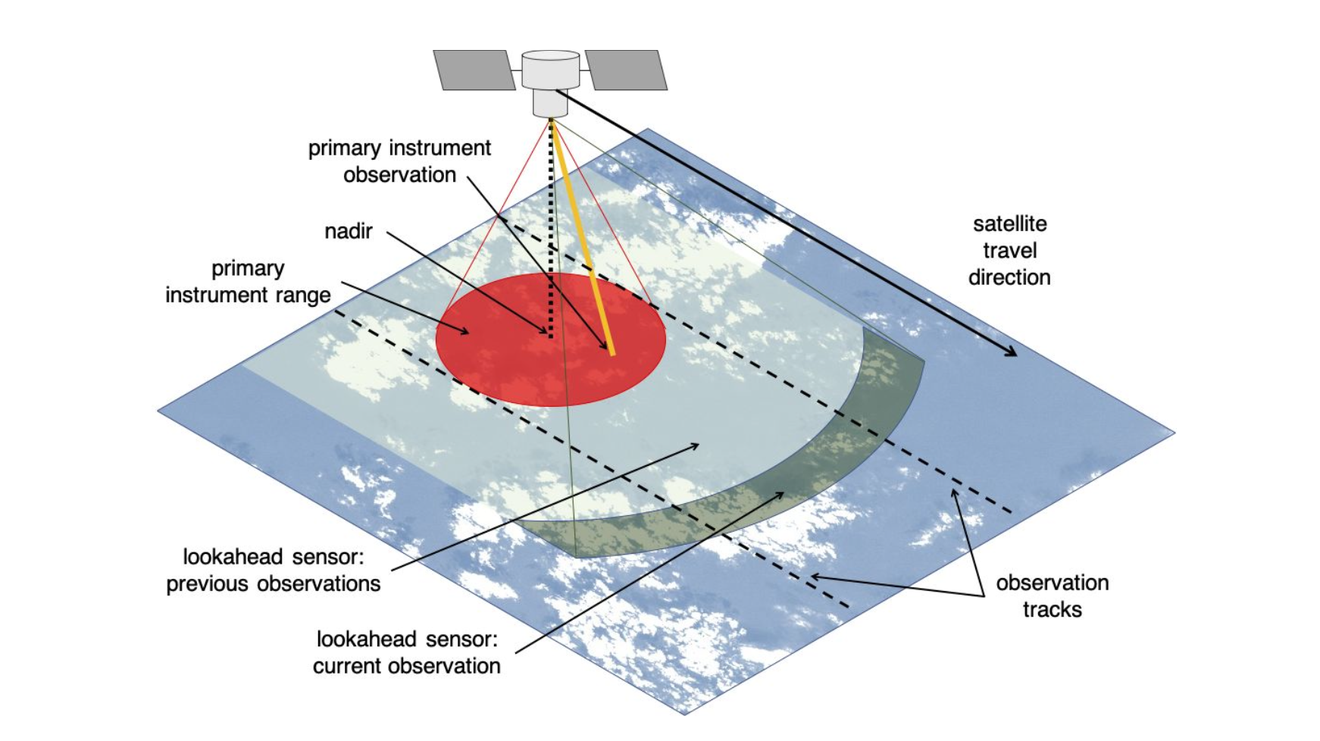 primary instrument
observation
nadir
primary
instrument range
satellite
travel
direction
lookahead sensor:
previous observations
lookahead sensor:
current observation
observation
tracks